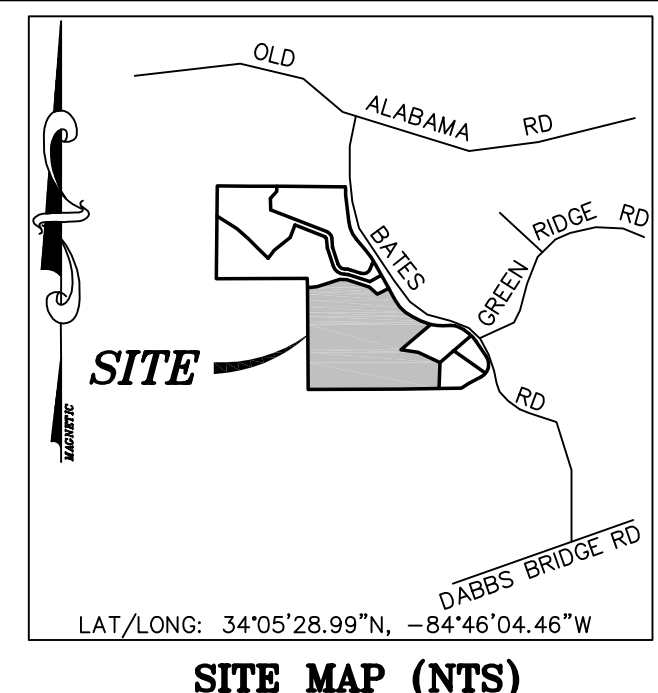 OLD
ALABAMA RD
RIDGE RD
GREEN
BATES
SITE
RD
MAGNETIC
DABBS BRIDGE RD
LAT/LONG: 34°05'28.99"N, -84°46'04.46"W
SITE MAP (NTS)